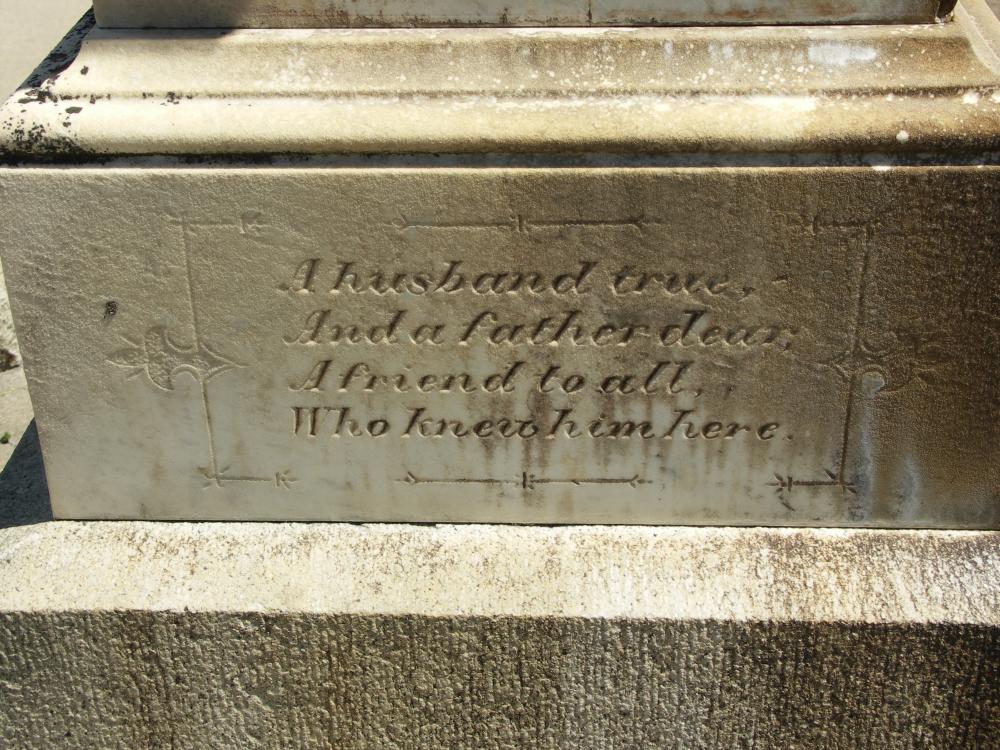 A husband true,
And a father dear,
A friend to all,
Who knew him here.